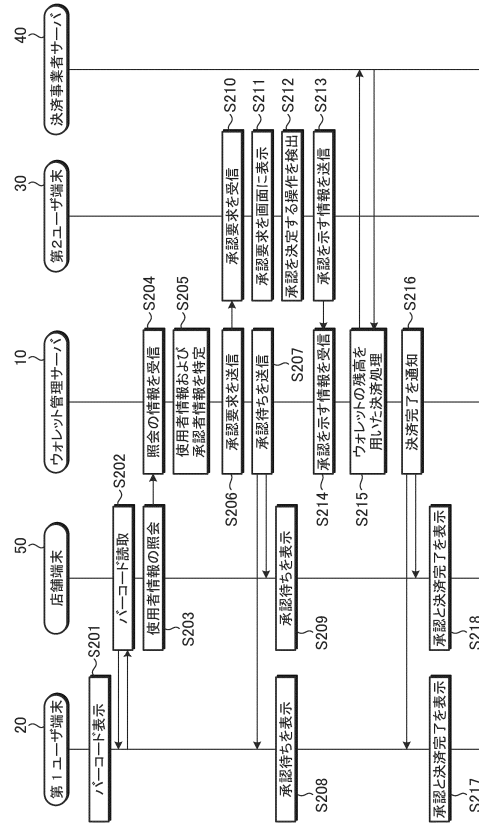 20
第1ユーザ端末
50
店舗端末
10
ウォレット管理サーバ
30
第2ユーザ端末
40
決済事業者サーバ
S201
バーコード表示
S202
バーコード読取
S203
使用者情報の照会
S204
照会の情報を受信
S205
使用者情報および
承認者情報を特定
S206
承認要求を送信
S210
承認要求を受信
S207
承認待ちを送信
S211
承認要求を画面に表示
S208
承認待ちを表示
S209
承認待ちを表示
S212
承認を決定する操作を検出
S213
承認を示す情報を送信
S214
承認を示す情報を受信
S215
ウォレットの残高を
用いた決済処理
S216
決済完了を通知
S217
承認と決済完了を表示
S218
承認と決済完了を表示